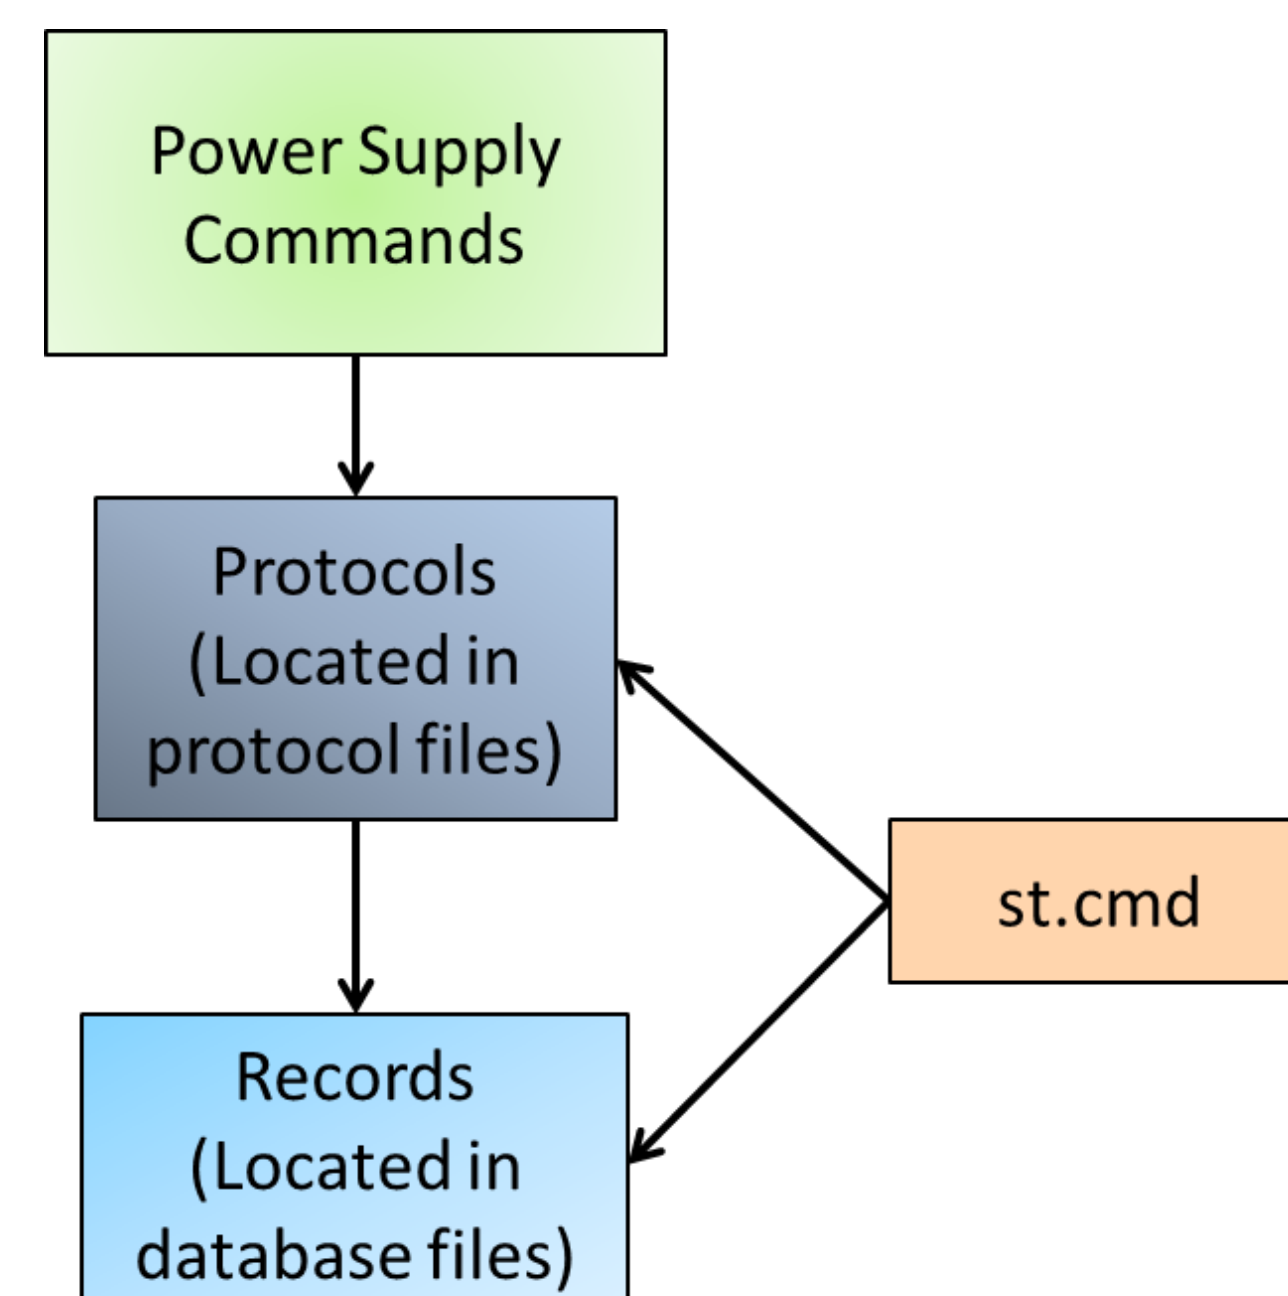 Power Supply
Commands
Protocols
(Located in
protocol files)
st.cmd
Records
(Located in
database files)